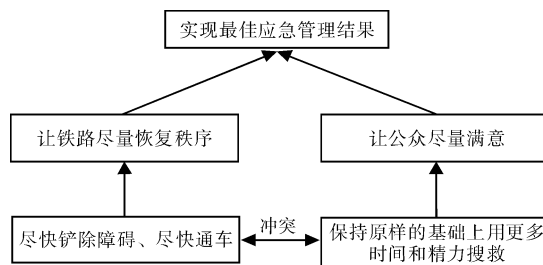 实现最佳应急管理结果
让铁路尽量恢复秩序
让公众尽量满意
尽快铲除障碍、尽快通车
冲突
保持原样的基础上用更多
时间和精力搜救